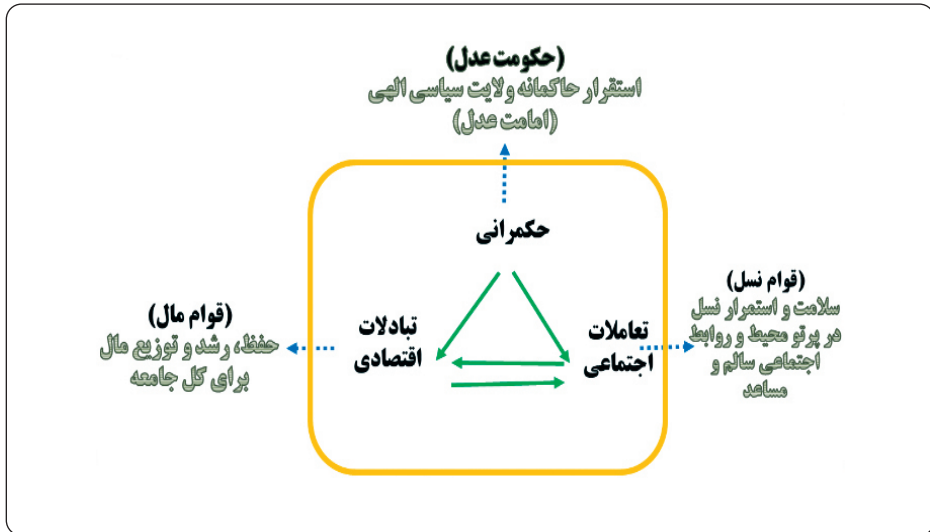 (حکومت عدل)
استقرار حاکمانه ولایت سیاسی الهی
(امامت عدل)
حکمرانی
(قوام نسل)
سلامت و استمرار نسل
در پرتو محیط و روابط
اجتماعی سالم و
مساعد
تعاملات
اجتماعی
تبادلات
اقتصادی
(قوام مال)
حفظ، رشد و توزیع مال
برای کل جامعه